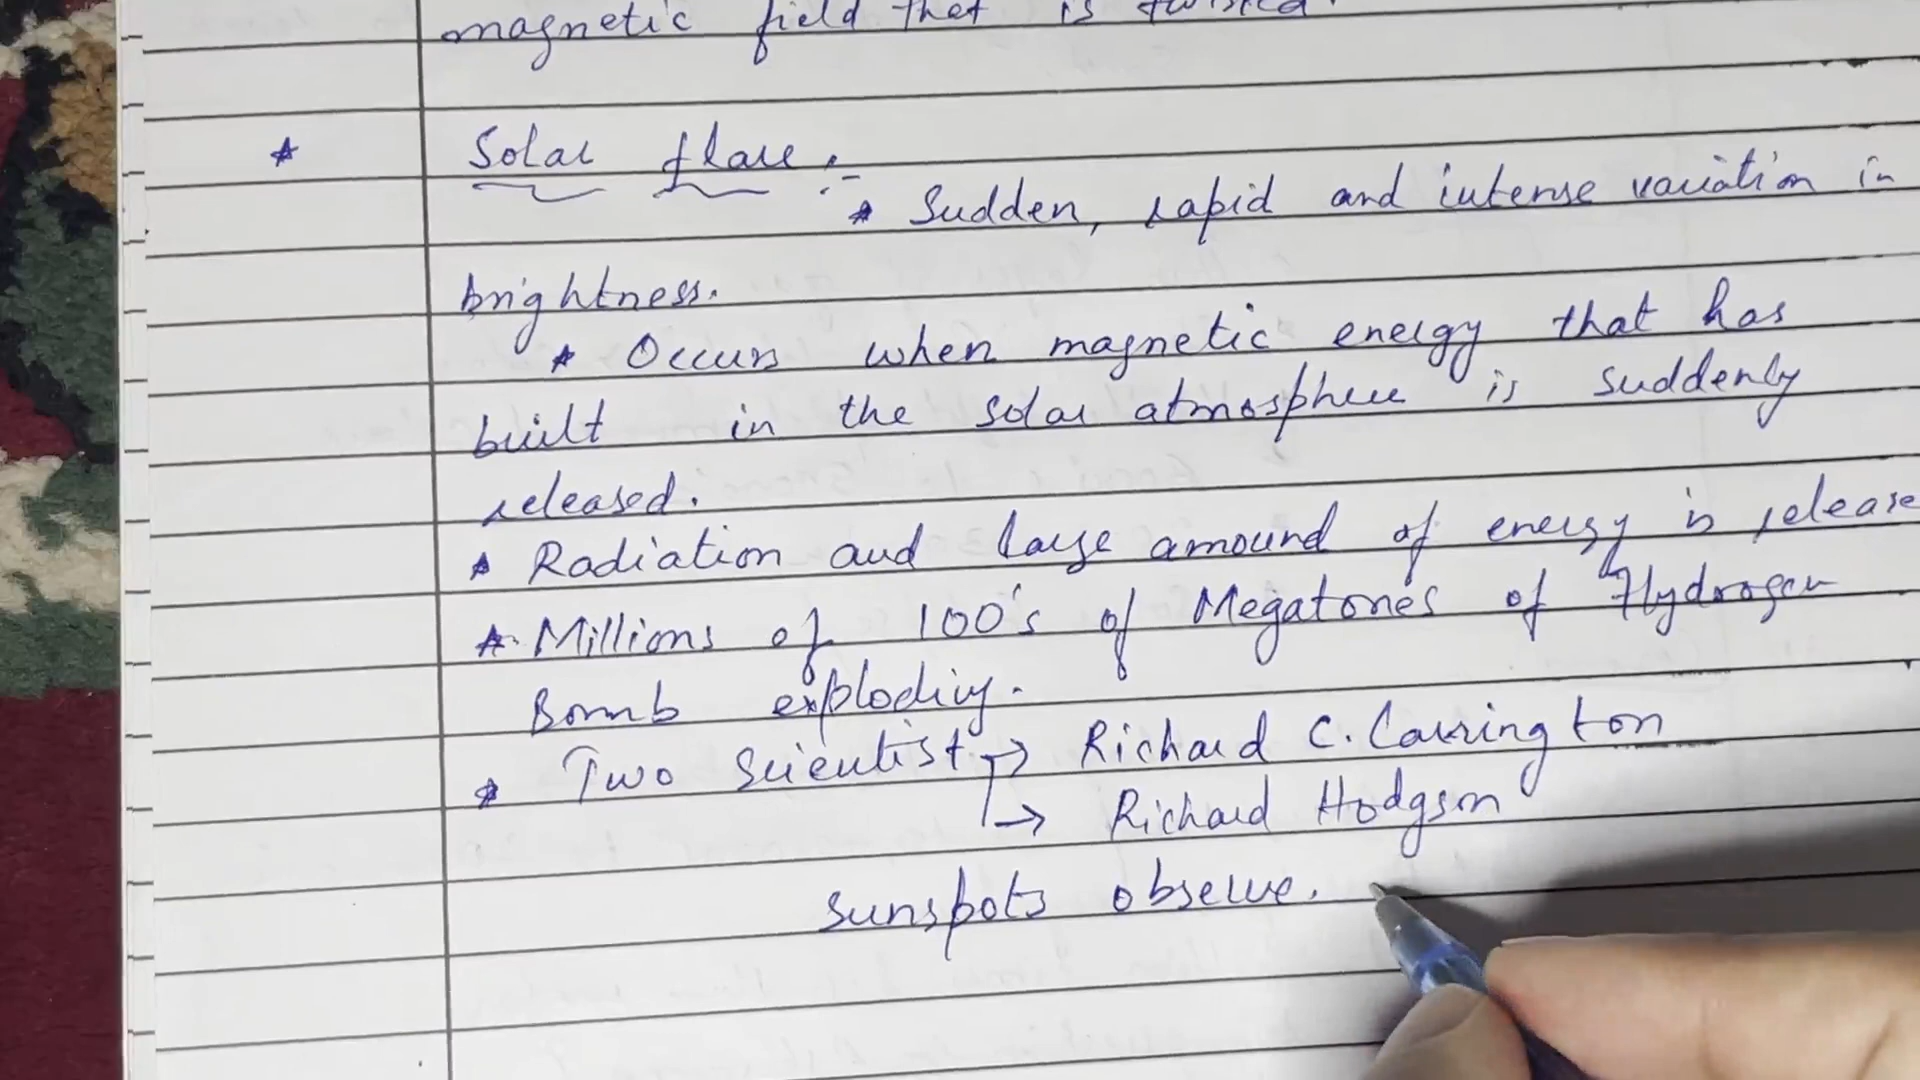 magnetic field that is twisted.
* Solar flare :-
* Sudden, rapid and intense variation in
brightness.
* Occurs when magnetic energy that has
built in the solar atmosphere is suddenly
released.
* Radiation and large amound of energy is release
* Millions of 100's of Megatones of Hydrogen
Bomb exploding.
* Two scientist → Richard C. Carrington
→ Richard Hodgson
sunspots observe.